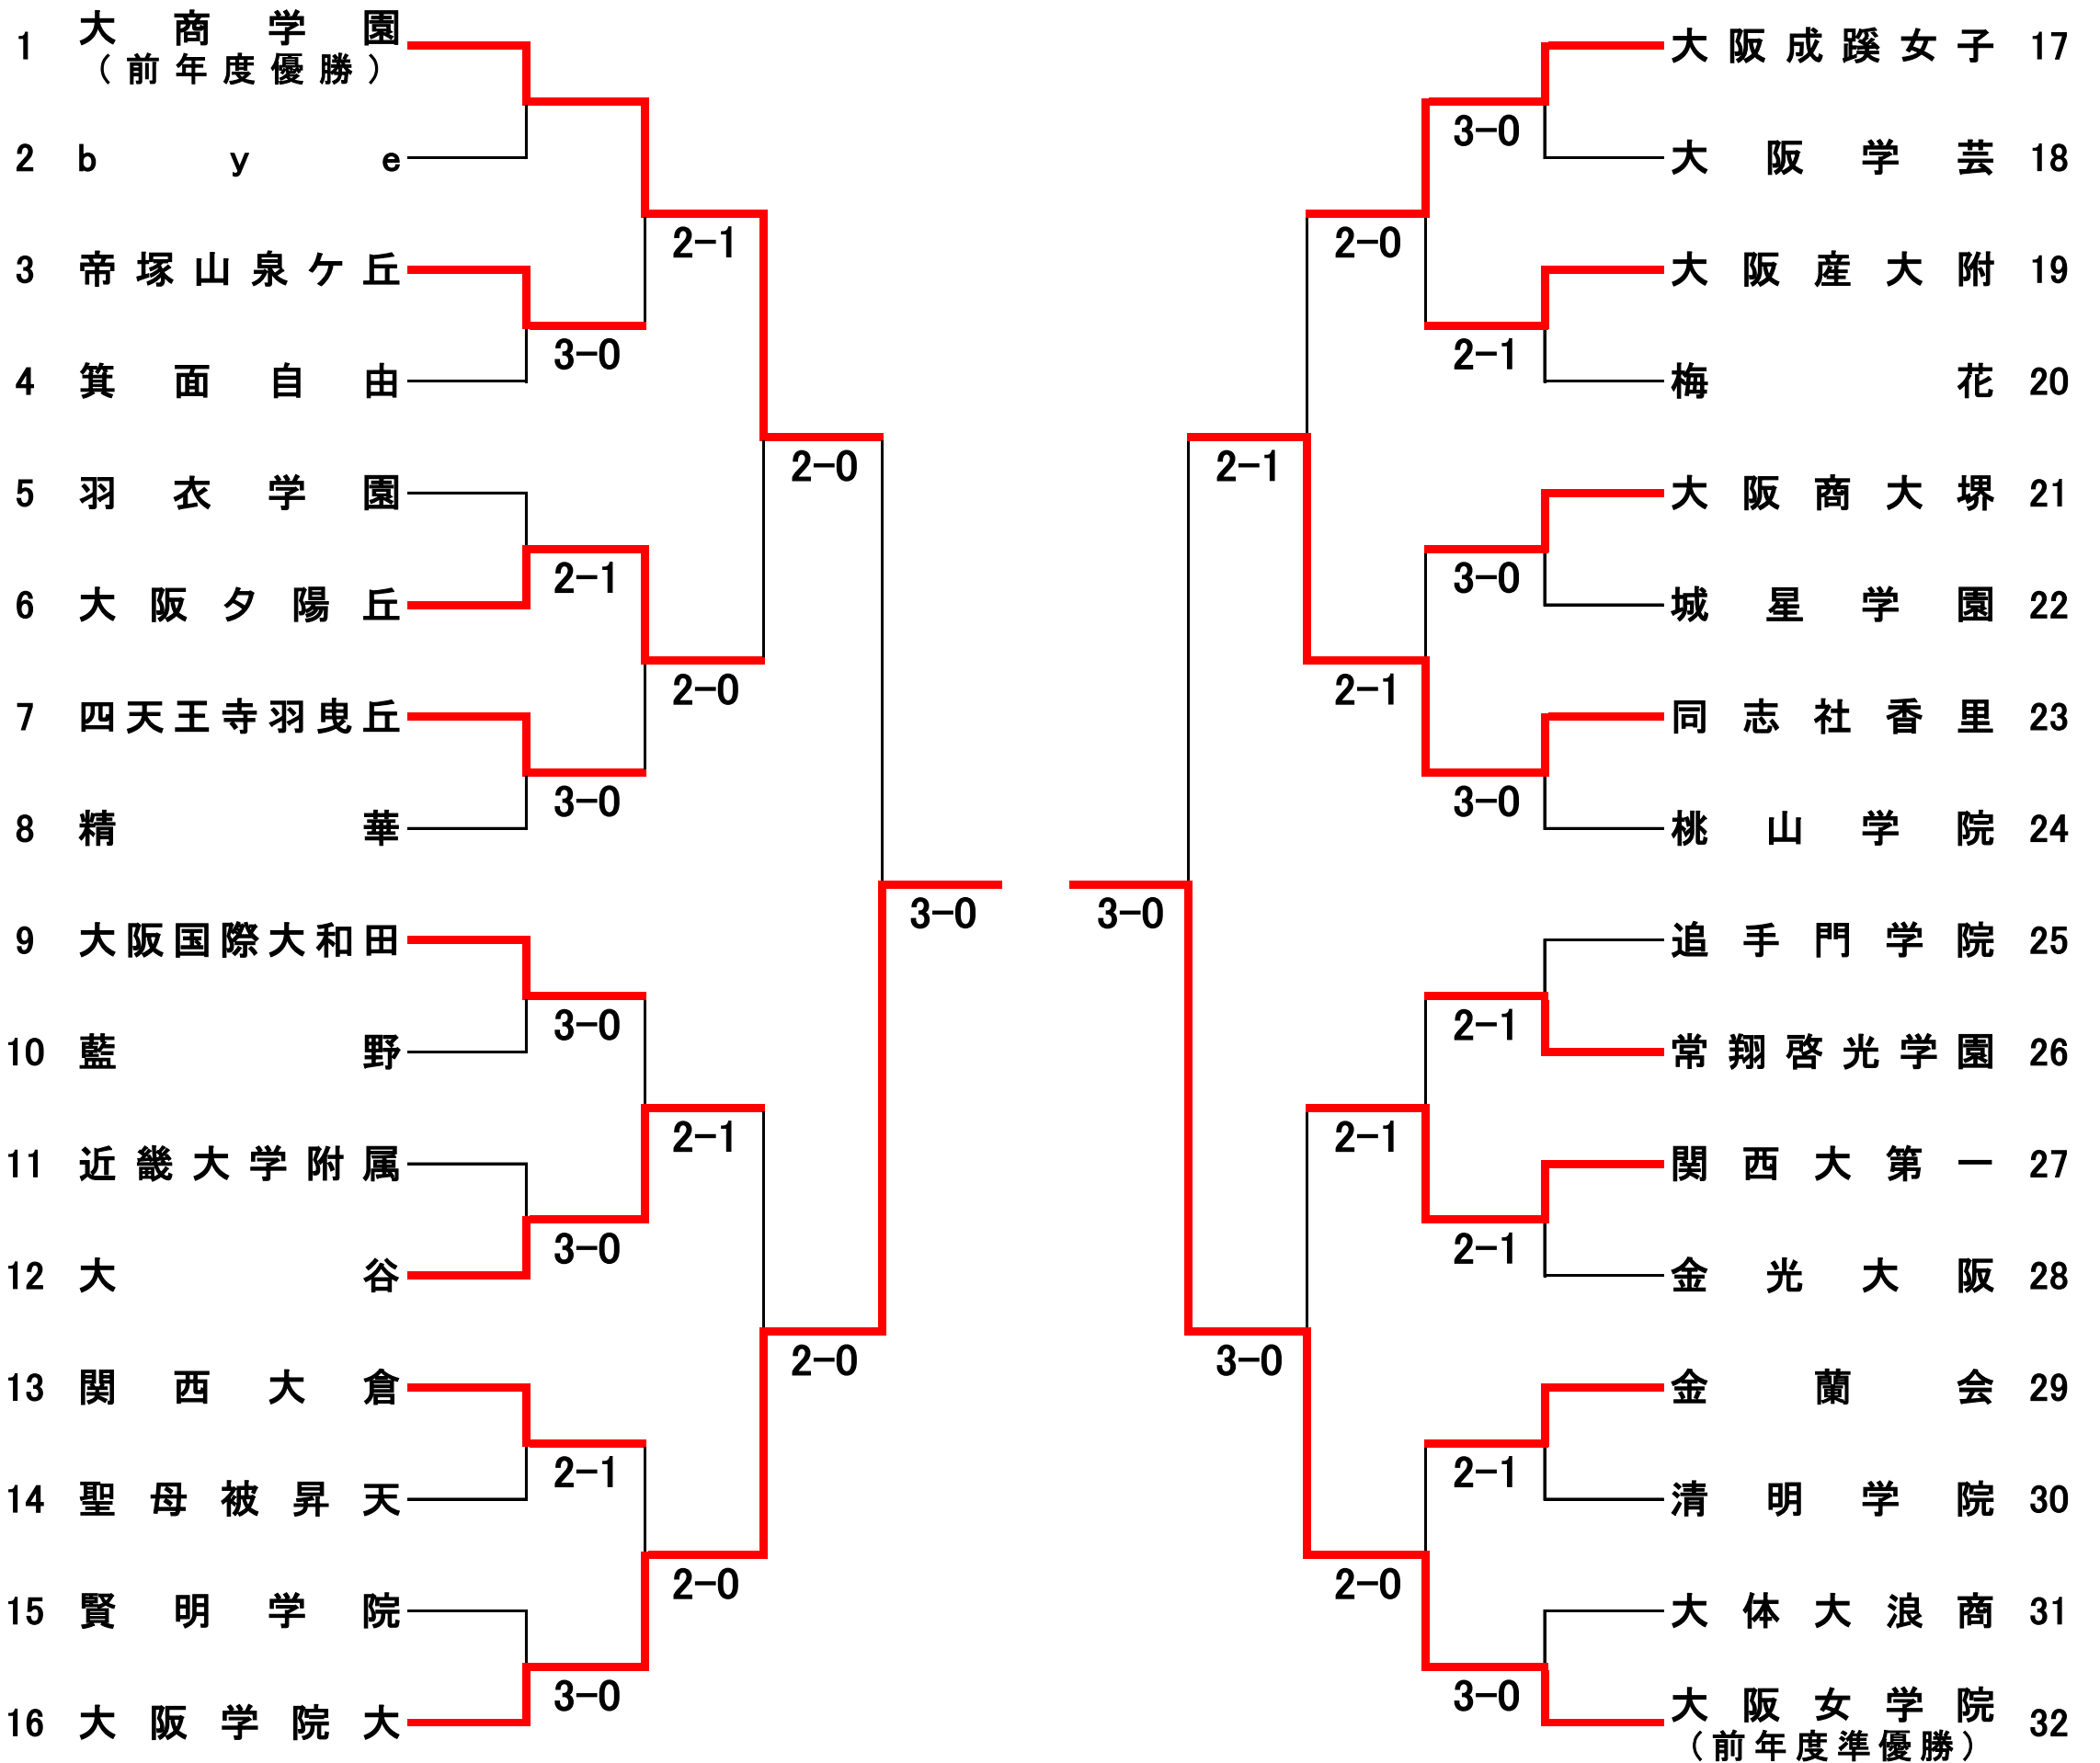 1 大商学園
（前年度優勝）
2 bye
2-1
3 帝塚山泉ケ丘
3-0
4 箕面自由
2-0
5 羽衣学園
2-1
6 大阪夕陽丘
2-0
7 四天王寺羽曳丘
3-0
8 精華
3-0
9 大阪国際大和田
3-0
10 藍野
2-1
11 近畿大学附属
3-0
12 大谷
2-0
13 関西大倉
2-1
14 聖母被昇天
2-0
15 賢明学院
3-0
16 大阪学院大
大阪成蹊女子 17
3-0
大阪学芸 18
2-0
大阪産大附 19
2-1
梅花 20
2-1
大阪商大堺 21
3-0
城星学園 22
2-1
同志社香里 23
3-0
桃山学院 24
3-0
追手門学院 25
2-1
常翔啓光学園 26
2-1
関西大第一 27
2-1
金光大阪 28
3-0
金蘭会 29
2-1
清明学院 30
2-0
大体大浪商 31
3-0
大阪女学院 32
（前年度準優勝）